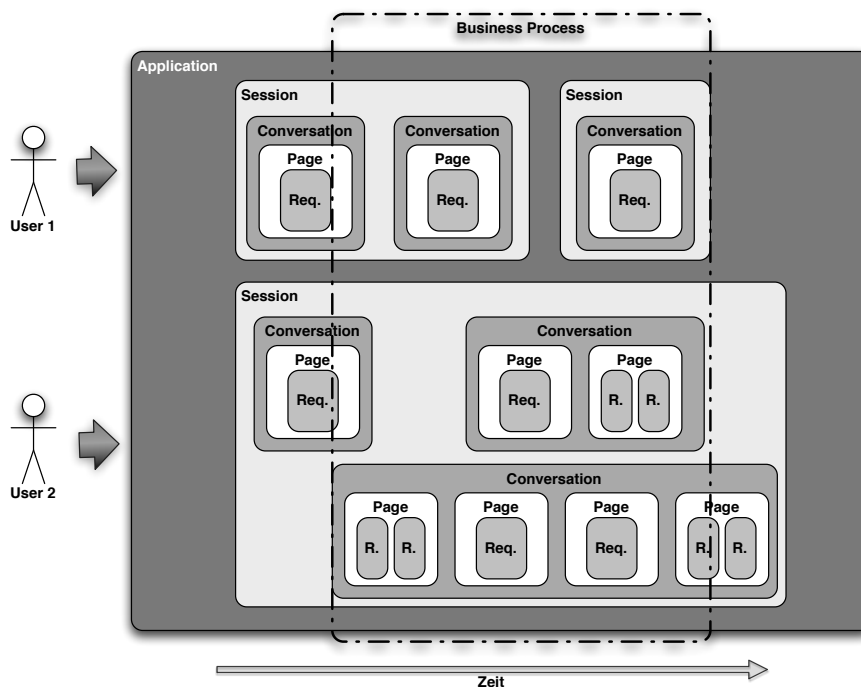 Business Process
Application
Session
Session
Conversation
Conversation
Conversation
Page
Page
Page
Req.
Req.
Req.
User 1
Session
Conversation
Conversation
Page
Page
Page
Req.
Req.
R.
R.
User 2
Conversation
Page
Page
Page
Page
R.
R.
Req.
Req.
R.
R.
Zeit